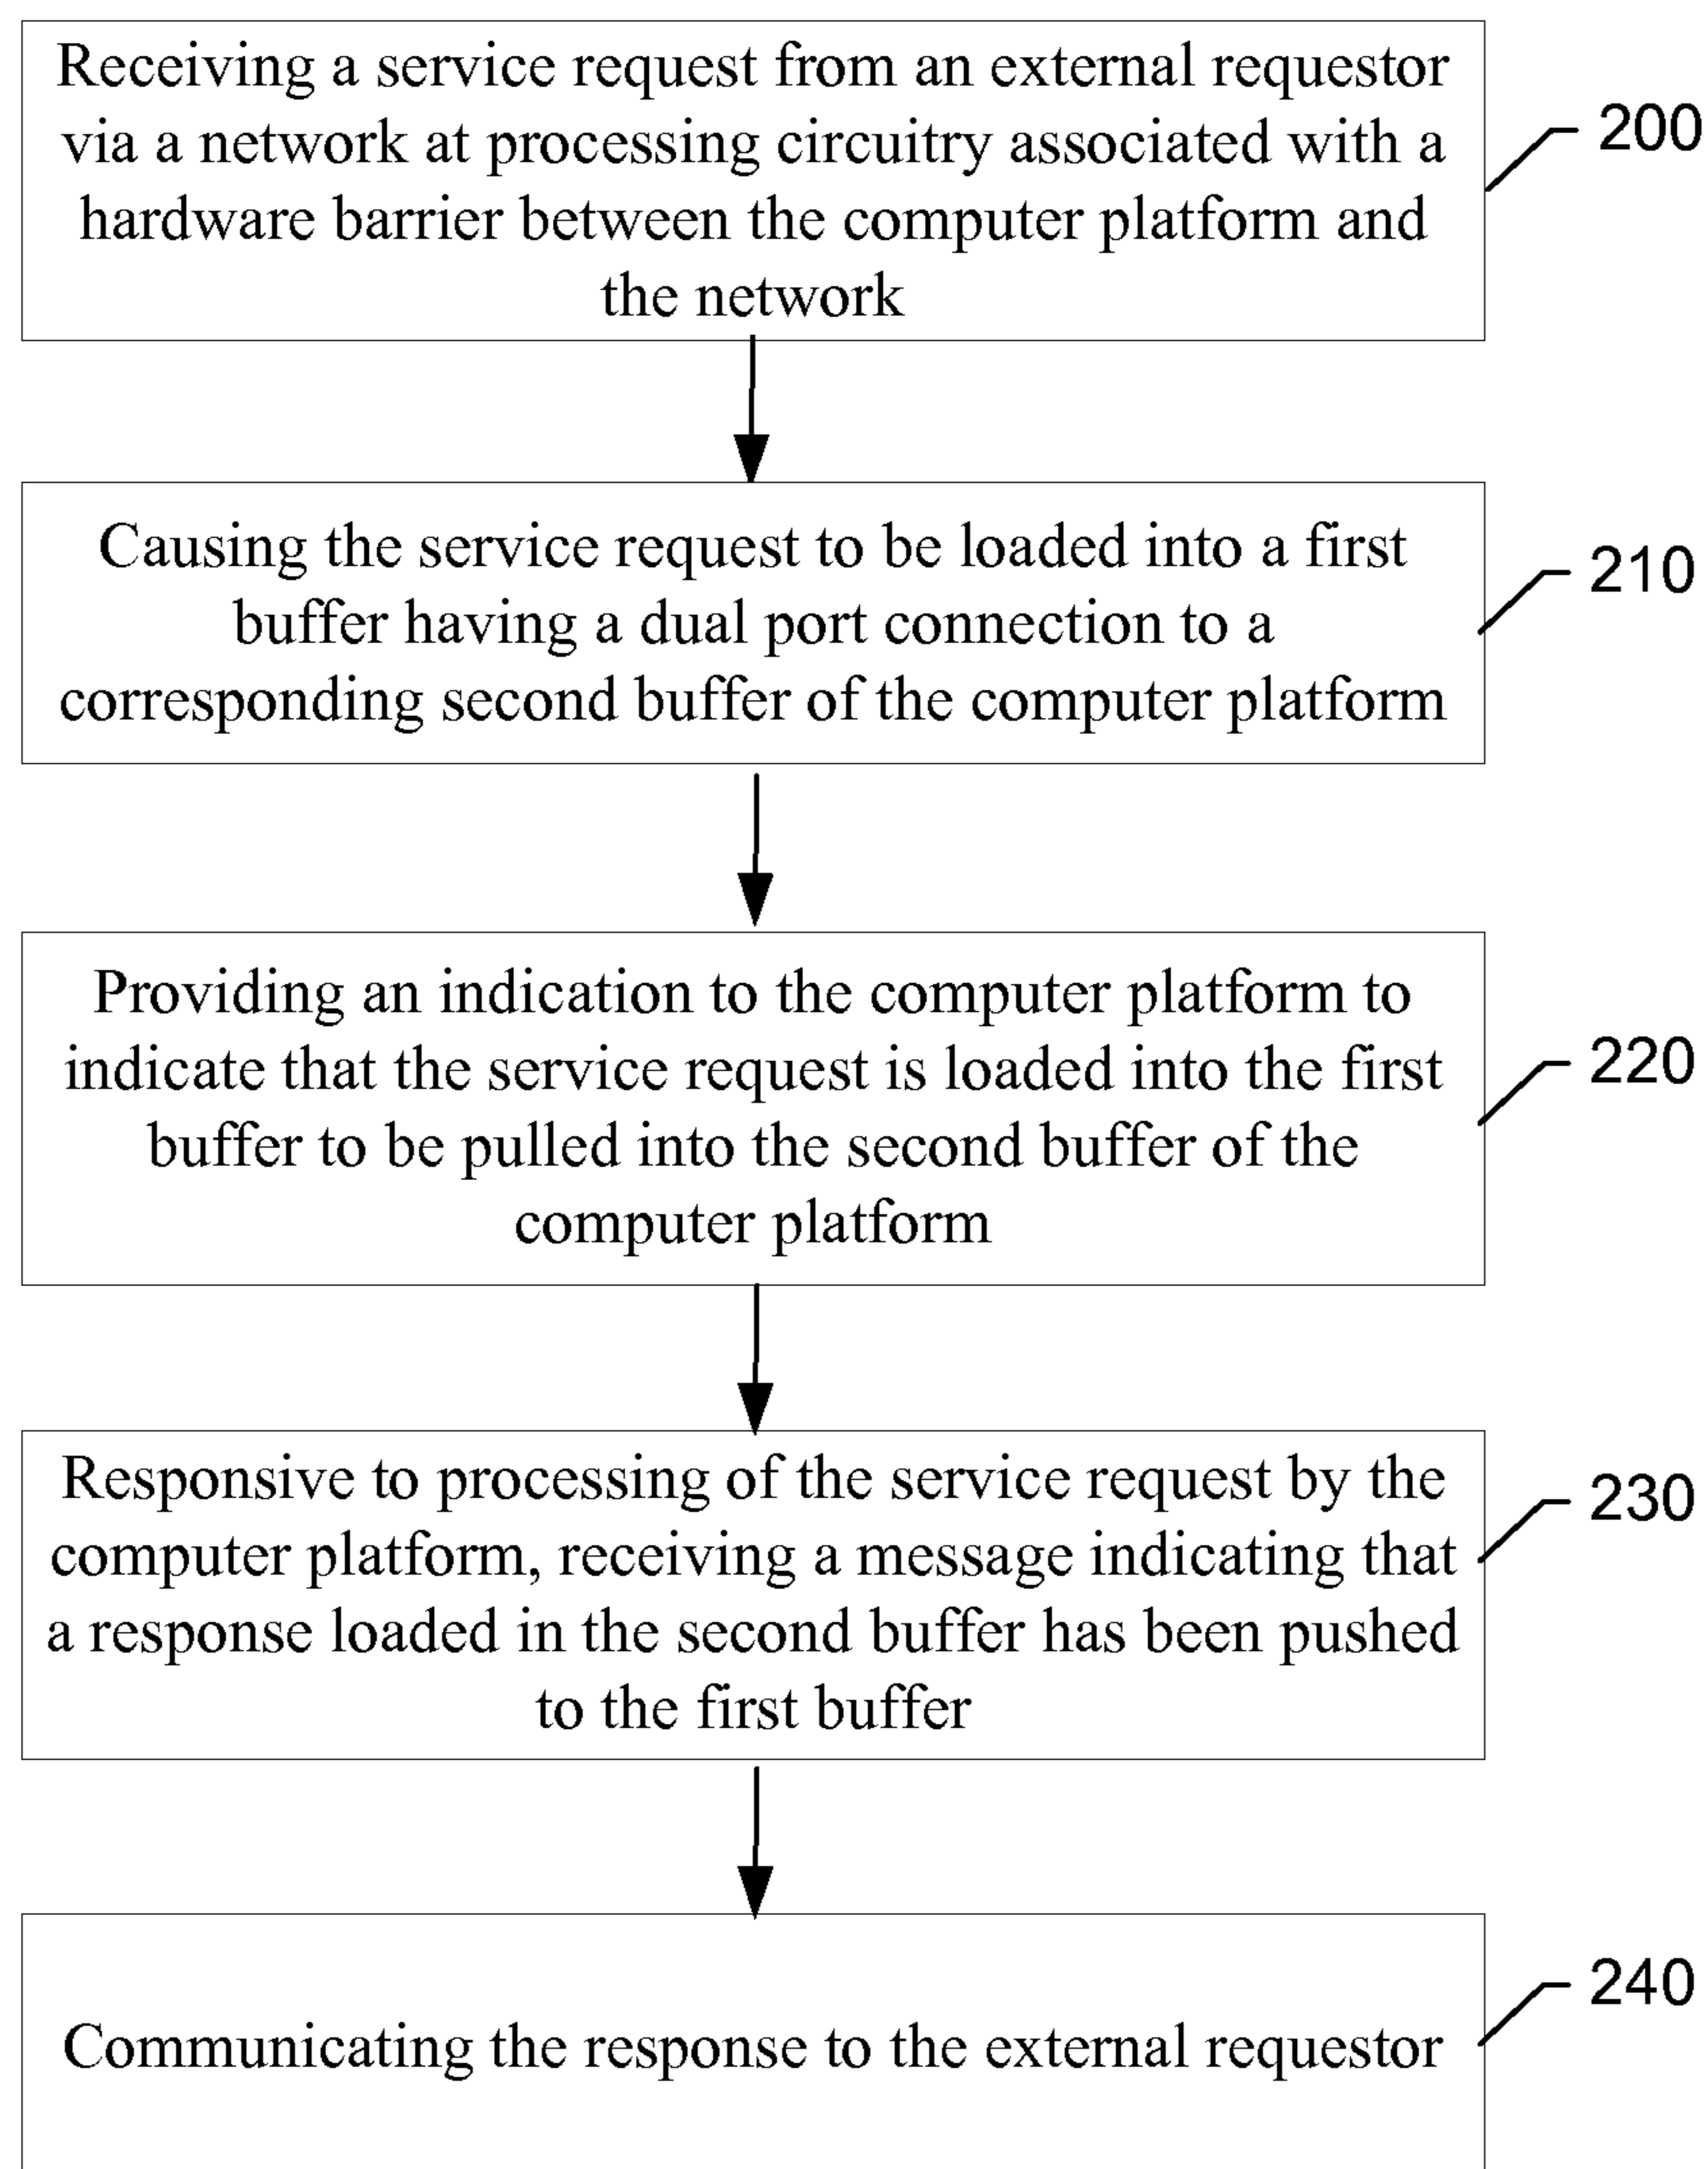 Receiving a service request from an external requestor
via a network at processing circuitry associated with a
hardware barrier between the computer platform and
the network
200
Causing the service request to be loaded into a first
buffer having a dual port connection to a
corresponding second buffer of the computer platform
210
Providing an indication to the computer platform to
indicate that the service request is loaded into the first
buffer to be pulled into the second buffer of the
computer platform
220
Responsive to processing of the service request by the
computer platform, receiving a message indicating that
a response loaded in the second buffer has been pushed
to the first buffer
230
Communicating the response to the external requestor
240